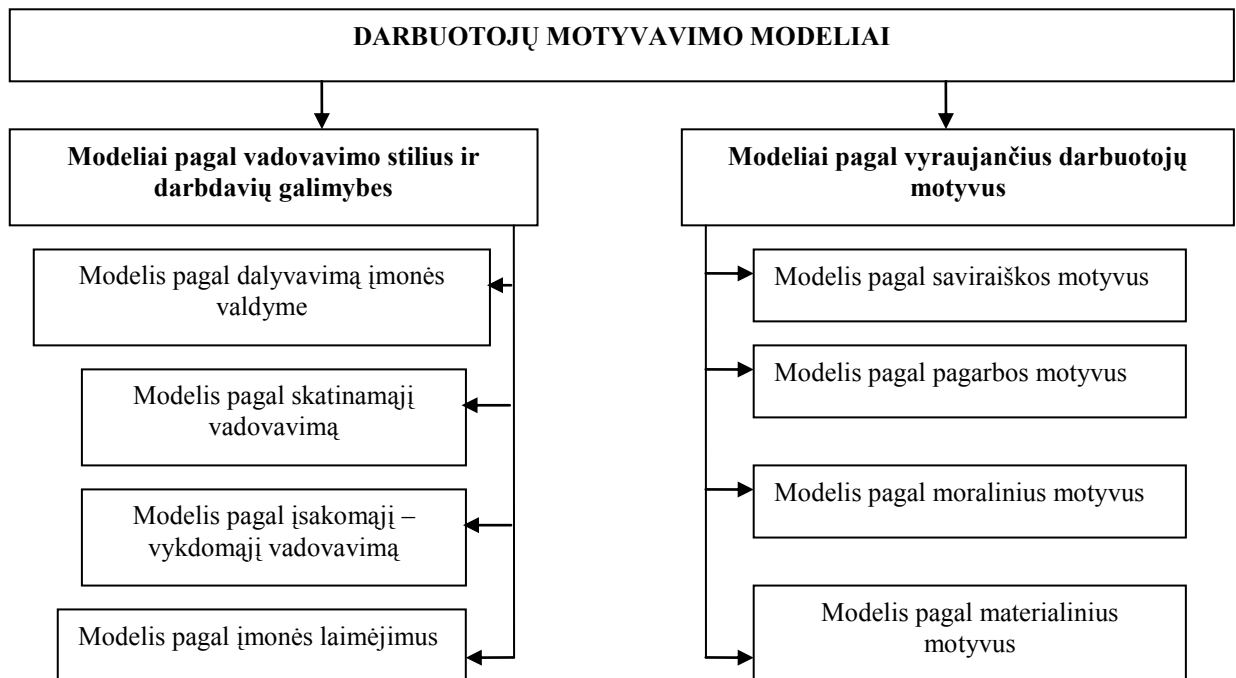 DARBUOTOJŲ MOTYVAVIMO MODELIAI
Modeliai pagal vadovavimo stilius ir
darbdavių galimybes
Modelis pagal dalyvavimą įmonės
valdyme
Modelis pagal skatinamąjį
vadovavimą
Modelis pagal įsakomąjį –
vykdomąjį vadovavimą
Modelis pagal įmonės laimėjimus
Modeliai pagal vyraujančius darbuotojų
motyvus
Modelis pagal saviraiškos motyvus
Modelis pagal pagarbos motyvus
Modelis pagal moralinius motyvus
Modelis pagal materialinius
motyvus